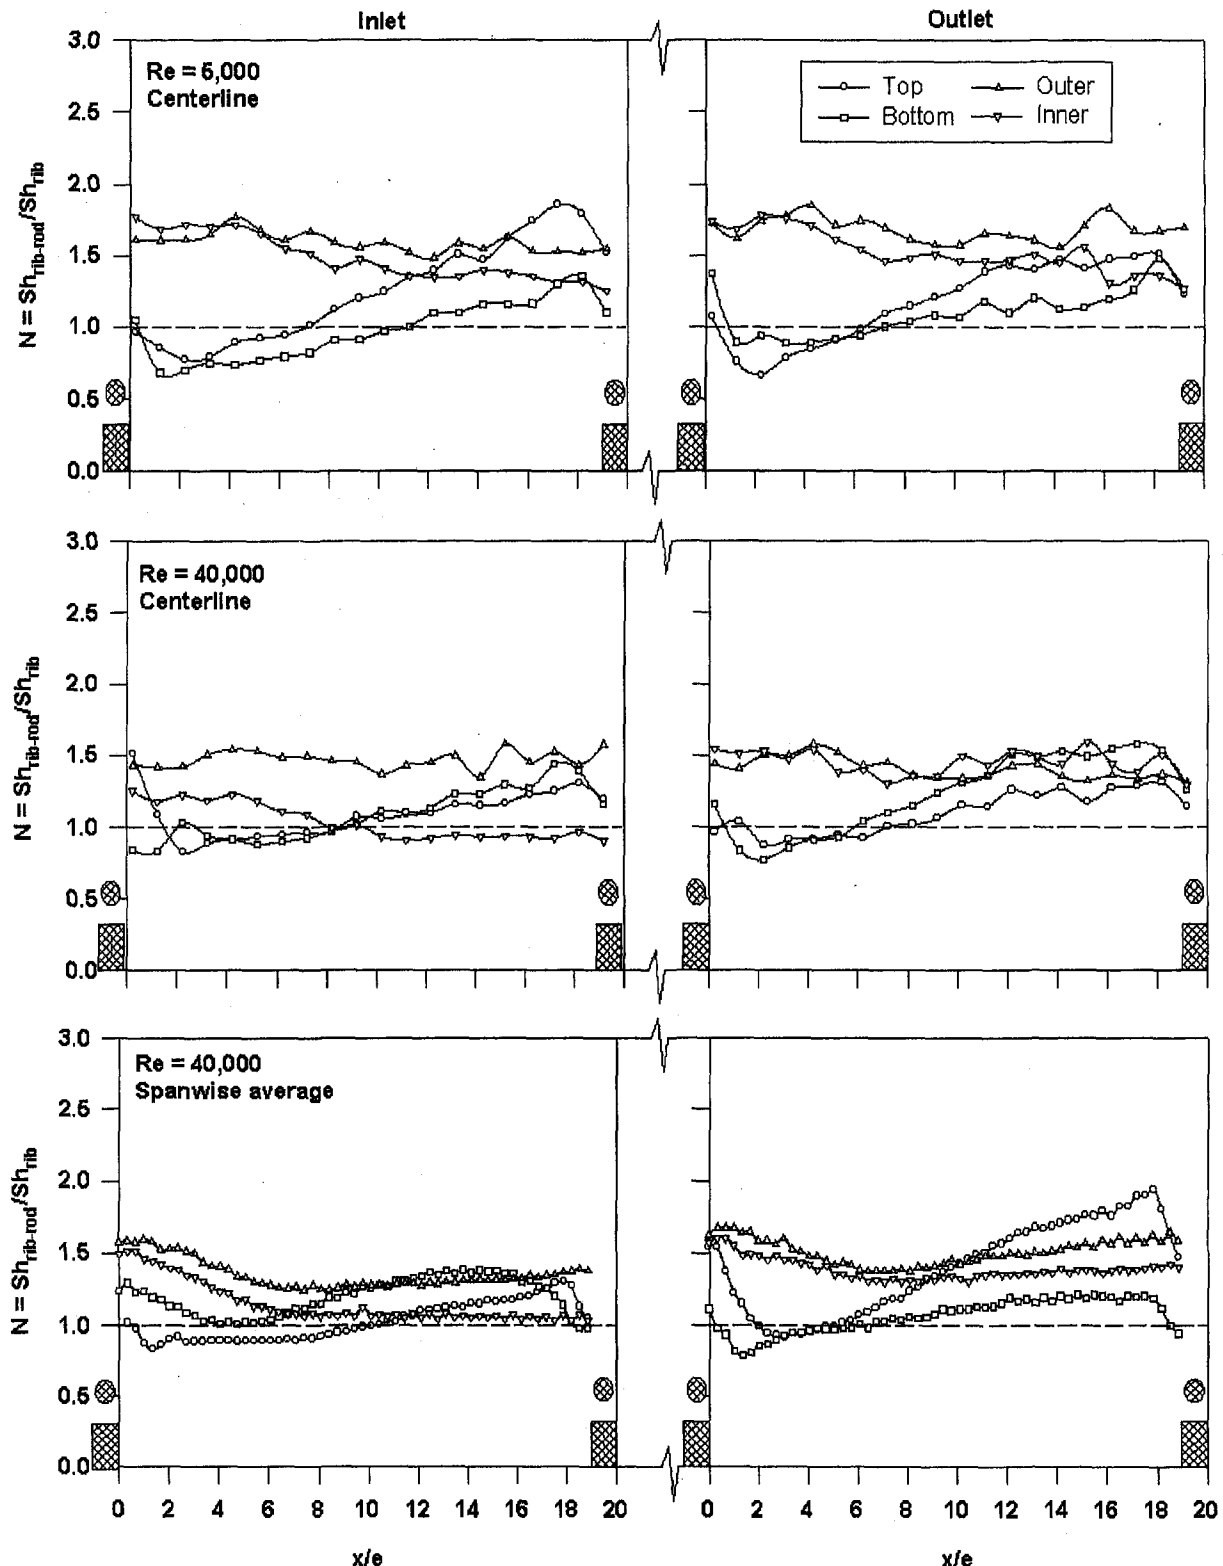 Inlet
Outlet
3.0
2.5
2.0
1.5
1.0
0.5
0.0
N = Sh_rib-rod/Sh_rib
Re = 5,000
Centerline
Top
Outer
Bottom
Inner
3.0
2.5
2.0
1.5
1.0
0.5
0.0
N = Sh_rib-rod/Sh_rib
Re = 40,000
Centerline
3.0
2.5
2.0
1.5
1.0
0.5
0.0
N = Sh_rib-rod/Sh_rib
Re = 40,000
Spanwise average
0 2 4 6 8 10 12 14 16 18 20
0 2 4 6 8 10 12 14 16 18 20
x/e
x/e